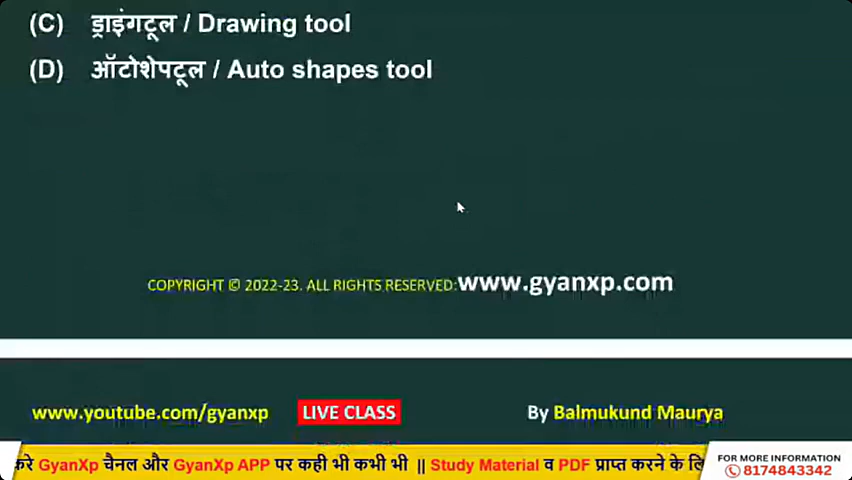 (C) ड्राइंगटूल / Drawing tool
(D) ऑटोशेपटूल / Auto shapes tool
COPYRIGHT © 2022-23. ALL RIGHTS RESERVED:www.gyanxp.com
www.youtube.com/gyanxp LIVE CLASS By Balmukund Maurya
करे GyanXp चैनल और GyanXp APP पर कही भी कभी भी || Study Material व PDF प्राप्त करने के
FOR MORE INFORMATION
8174843342